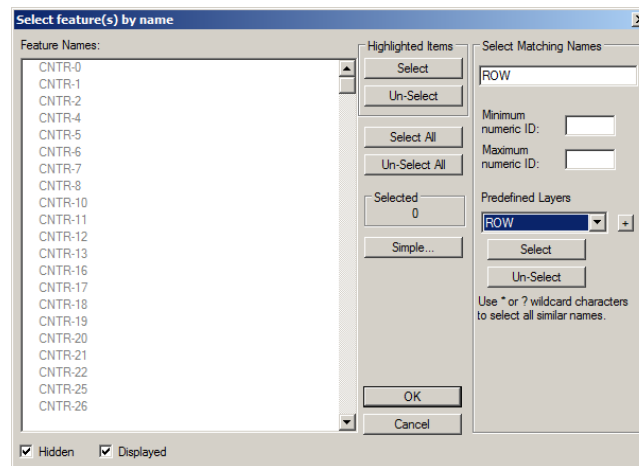 Select feature(s) by name
Feature Names:
CNTR-0
CNTR-1
CNTR-2
CNTR-4
CNTR-5
CNTR-6
CNTR-7
CNTR-8
CNTR-10
CNTR-11
CNTR-12
CNTR-13
CNTR-16
CNTR-17
CNTR-18
CNTR-19
CNTR-20
CNTR-21
CNTR-22
CNTR-25
CNTR-26
Hidden
Displayed
Highlighted Items
Select
Un-Select
Select All
Un-Select All
Selected
0
Simple...
OK
Cancel
Select Matching Names
ROW
Minimum
numeric ID:
Maximum
numeric ID:
Predefined Layers
ROW
+
Select
Un-Select
Use * or ? wildcard characters
to select all similar names.